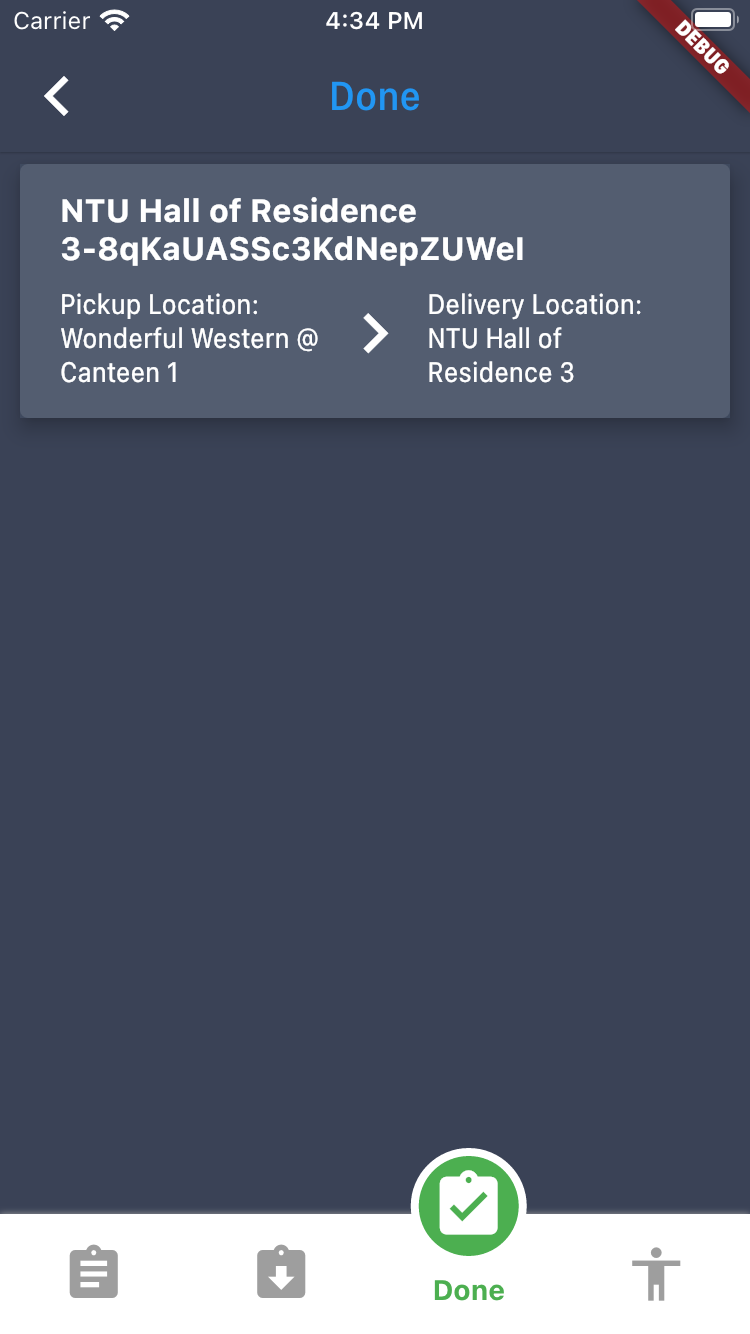 Carrier 4:34 PM
DEBUG
Done
NTU Hall of Residence
3-8qKaUASSc3KdNepZUWeI
Pickup Location:
Wonderful Western @
Canteen 1
Delivery Location:
NTU Hall of
Residence 3
Done